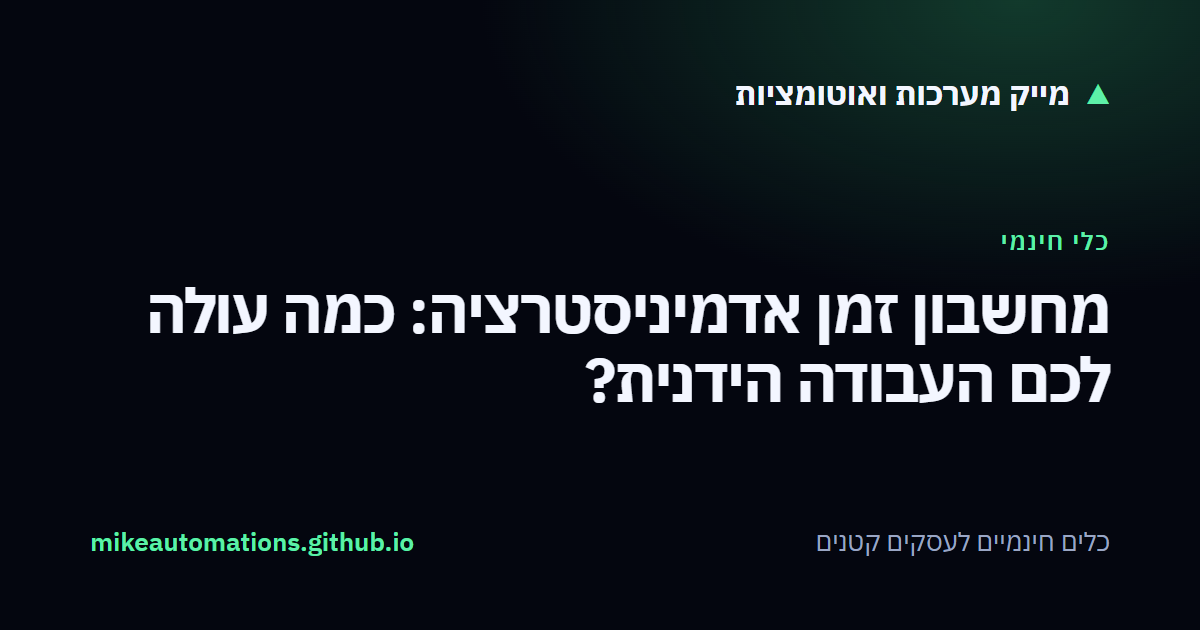 מייק מערכות ואוטומציות
כלי חינמי
מחשבון זמן אדמיניסטרציה: כמה עולה
לכם העבודה הידנית?
כלים חינמיים לעסקים קטנים
mikeautomations.github.io